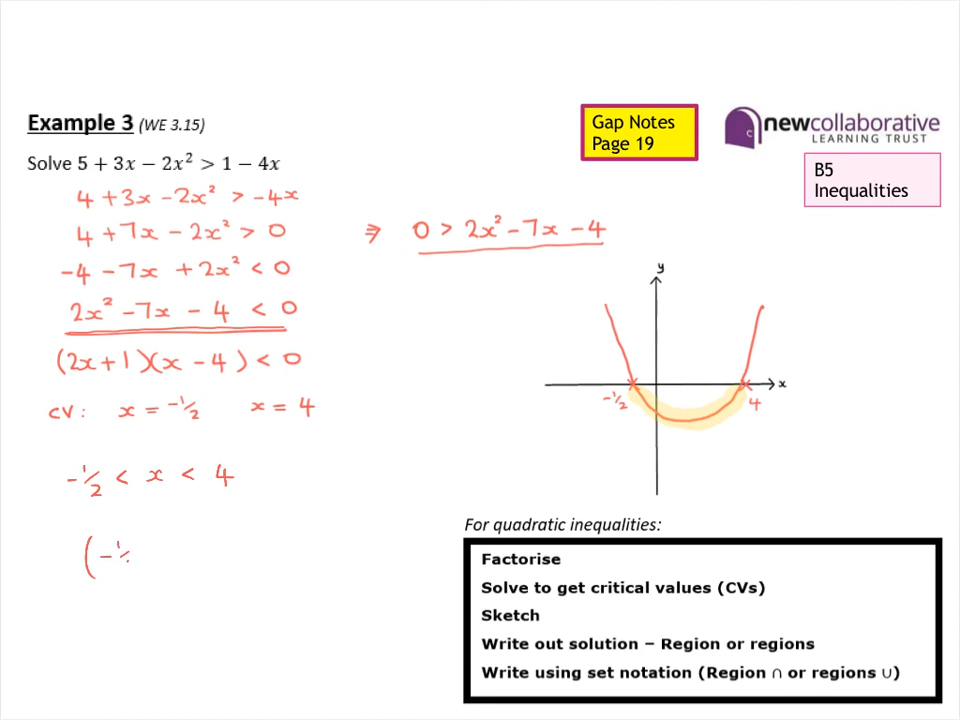 Example 3 (WE 3.15)
Gap Notes
Page 19
newcollaborative
LEARNING TRUST
B5
Inequalities
Solve 5 + 3x − 2x² > 1 − 4x
4 + 3x − 2x² > −4x
4 + 7x − 2x² > 0 ⇒ 0 > 2x² − 7x − 4
−4 − 7x + 2x² < 0
2x² − 7x − 4 < 0
(2x + 1)(x − 4) < 0
CV: x = −1/2 x = 4
−1/2 < x < 4
(−1/
y
x
−1/2 4
For quadratic inequalities:
Factorise
Solve to get critical values (CVs)
Sketch
Write out solution – Region or regions
Write using set notation (Region ∩ or regions ∪)